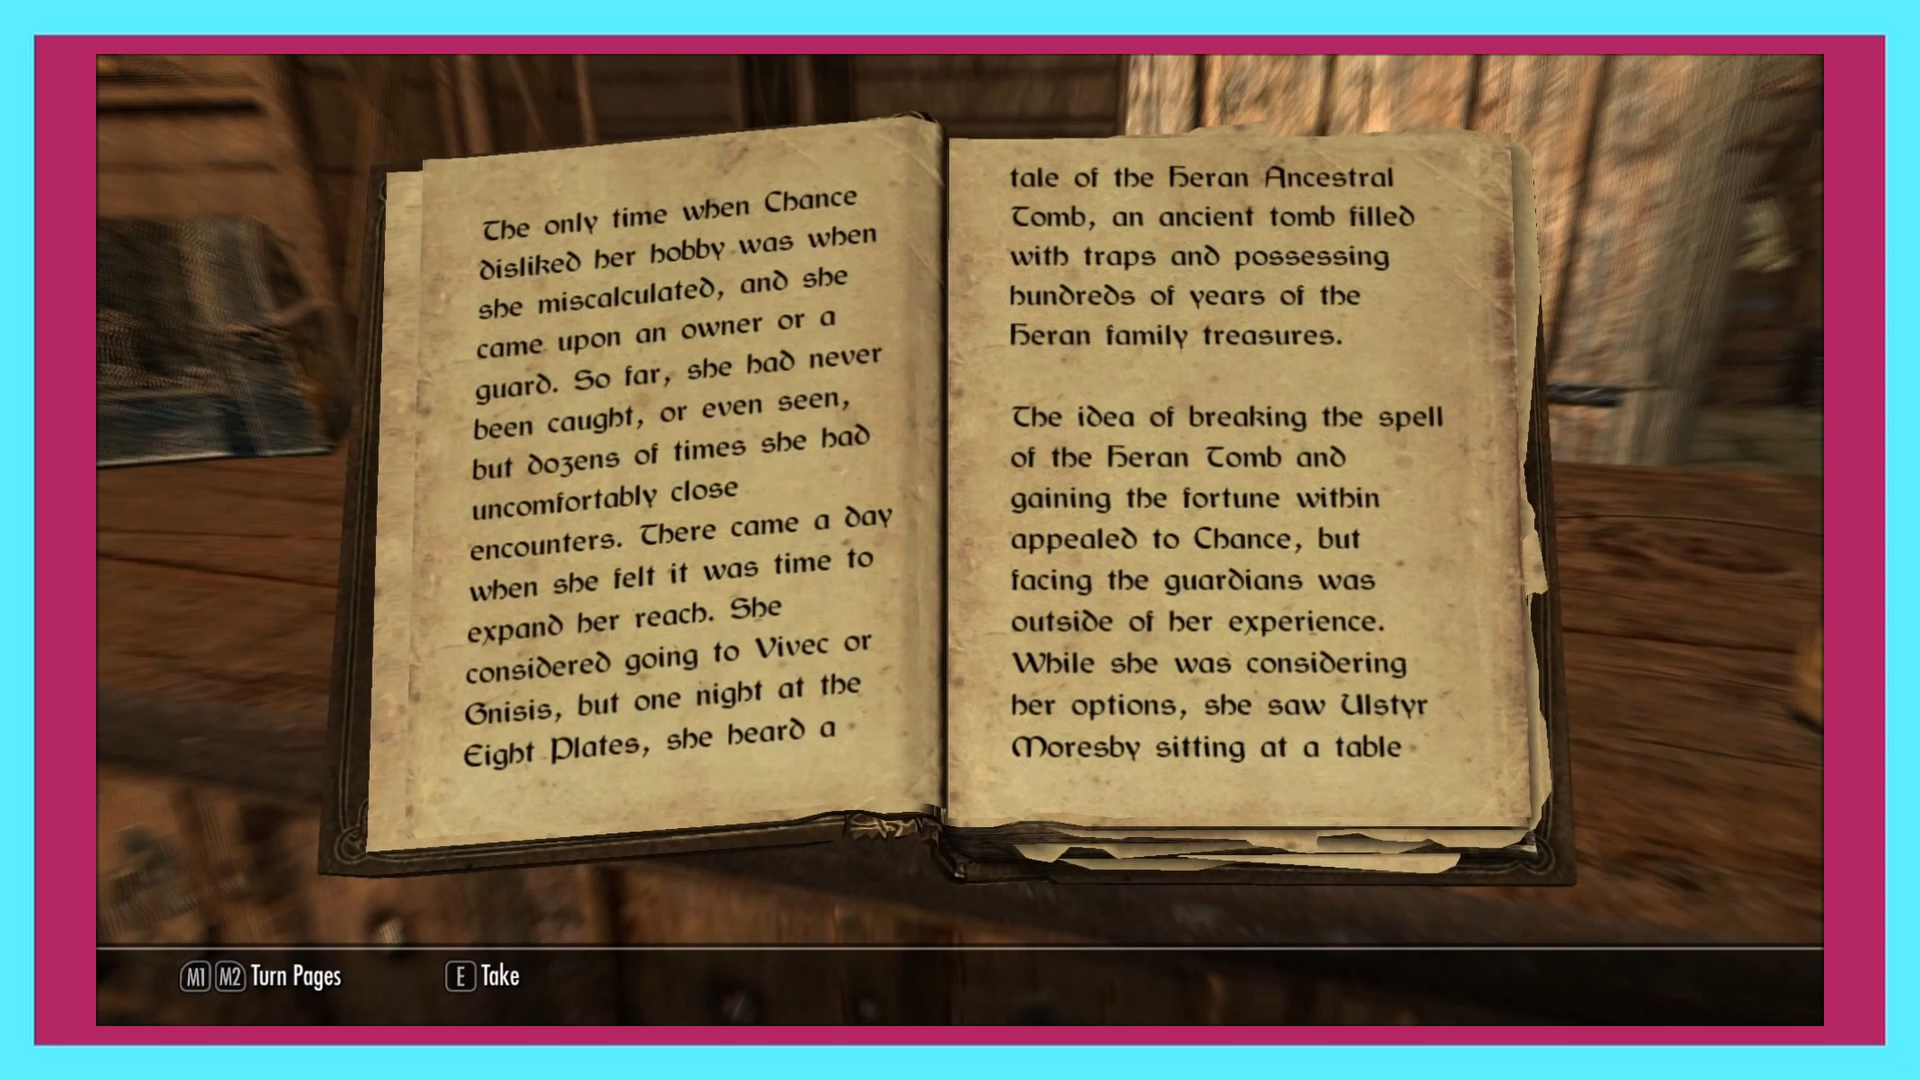 The only time when Chance
disliked her hobby was when
she miscalculated, and she
came upon an owner or a
guard. So far, she had never
been caught, or even seen,
but dozens of times she had
uncomfortably close
encounters. There came a day
when she felt it was time to
expand her reach. She
considered going to Vivec or
Gnisis, but one night at the
Eight Plates, she heard a
tale of the Heran Ancestral
Tomb, an ancient tomb filled
with traps and possessing
hundreds of years of the
Heran family treasures.
The idea of breaking the spell
of the Heran Tomb and
gaining the fortune within
appealed to Chance, but
facing the guardians was
outside of her experience.
While she was considering
her options, she saw Ulstyr
Moresby sitting at a table
M1 M2 Turn Pages
E Take